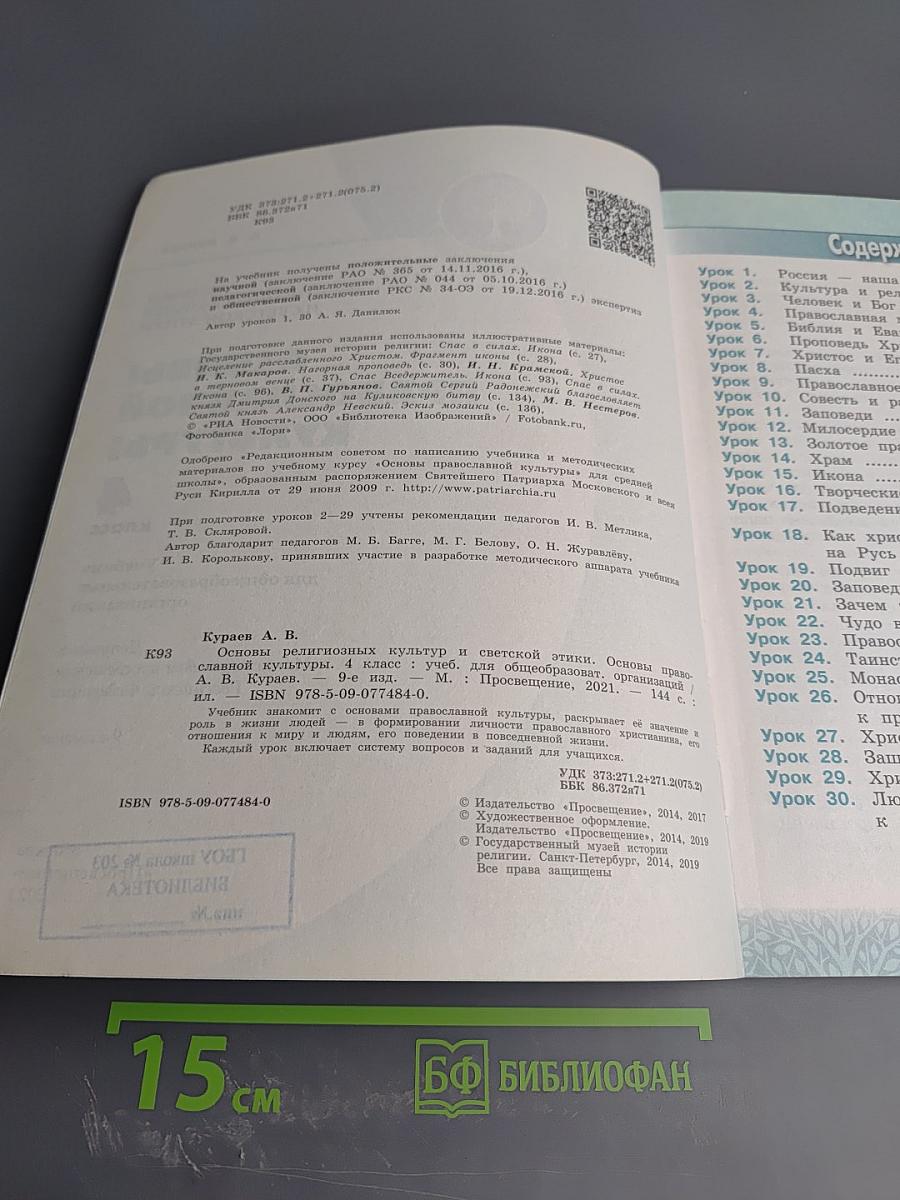 УДК 373:271.2+271.2(075.2)
ББК 86.372я71
К93
На учебник получены положительные заключения
научной (заключение РАО № 365 от 14.11.2016 г.),
педагогической (заключение РАО № 044 от 05.10.2016 г.)
и общественной (заключение РКС № 34-ОЭ от 19.12.2016 г.) экспертиз
Автор уроков 1, 30 А. Я. Данилюк
При подготовке данного издания использованы иллюстративные материалы:
Государственного музея истории религии: Спас в силах. Икона (с. 27),
Исцеление расслабленного Христом. Фрагмент иконы (с. 28),
И. К. Макаров. Нагорная проповедь (с. 30), И. Н. Крамской. Христос
в терновом венце (с. 37), Спас Вседержитель. Икона (с. 93), Спас в силах.
Икона (с. 96), В. П. Гурьянов. Святой Сергий Радонежский благословляет
князя Дмитрия Донского на Куликовскую битву (с. 134), М. В. Нестеров.
Святой князь Александр Невский. Эскиз мозаики (с. 136),
© «РИА Новости», ООО «Библиотека Изображений» / Fotobank.ru,
Фотобанка «Лори»
Одобрено «Редакционным советом по написанию учебника и методических
материалов по учебному курсу «Основы православной культуры» для средней
школы», образованным распоряжением Святейшего Патриарха Московского и всея
Руси Кирилла от 29 июня 2009 г. http://www.patriarchia.ru
При подготовке уроков 2—29 учтены рекомендации педагогов И. В. Метлика,
Т. В. Скляровой.
Автор благодарит педагогов М. Б. Багге, М. Г. Белову, О. Н. Журавлёву,
И. В. Королькову, принявших участие в разработке методического аппарата учебника
Кураев А. В.
К93 Основы религиозных культур и светской этики. Основы право-
славной культуры. 4 класс : учеб. для общеобразоват. организаций /
А. В. Кураев. — 9-е изд. — М. : Просвещение, 2021. — 144 с. :
ил. — ISBN 978-5-09-077484-0.
Учебник знакомит с основами православной культуры, раскрывает её значение и
роль в жизни людей — в формировании личности православного христианина, его
отношения к миру и людям, его поведении в повседневной жизни.
Каждый урок включает систему вопросов и заданий для учащихся.
УДК 373:271.2+271.2(075.2)
ББК 86.372я71
ISBN 978-5-09-077484-0
© Издательство «Просвещение», 2014, 2017
© Художественное оформление.
Издательство «Просвещение», 2014, 2019
© Государственный музей истории
религии. Санкт-Петербург, 2014, 2019
Все права защищены
ГБОУ школа № 203
БИБЛИОТЕКА
инв.№
Содерж
Урок 1. Россия — наша
Урок 2. Культура и рел
Урок 3. Человек и Бог
Урок 4. Православная м
Урок 5. Библия и Ева
Урок 6. Проповедь Хр
Урок 7. Христос и Ег
Урок 8. Пасха ........
Урок 9. Православное
Урок 10. Совесть и ра
Урок 11. Заповеди ...
Урок 12. Милосердие
Урок 13. Золотое пра
Урок 14. Храм ......
Урок 15. Икона ....
Урок 16. Творчески
Урок 17. Подведени
Урок 18. Как хрис
на Русь
Урок 19. Подвиг
Урок 20. Заповед
Урок 21. Зачем
Урок 22. Чудо в
Урок 23. Правос
Урок 24. Таинст
Урок 25. Монас
Урок 26. Отнош
к пр
Урок 27. Хрис
Урок 28. Защ
Урок 29. Хри
Урок 30. Лю
к
15 см
БФ БИБЛИОФАН